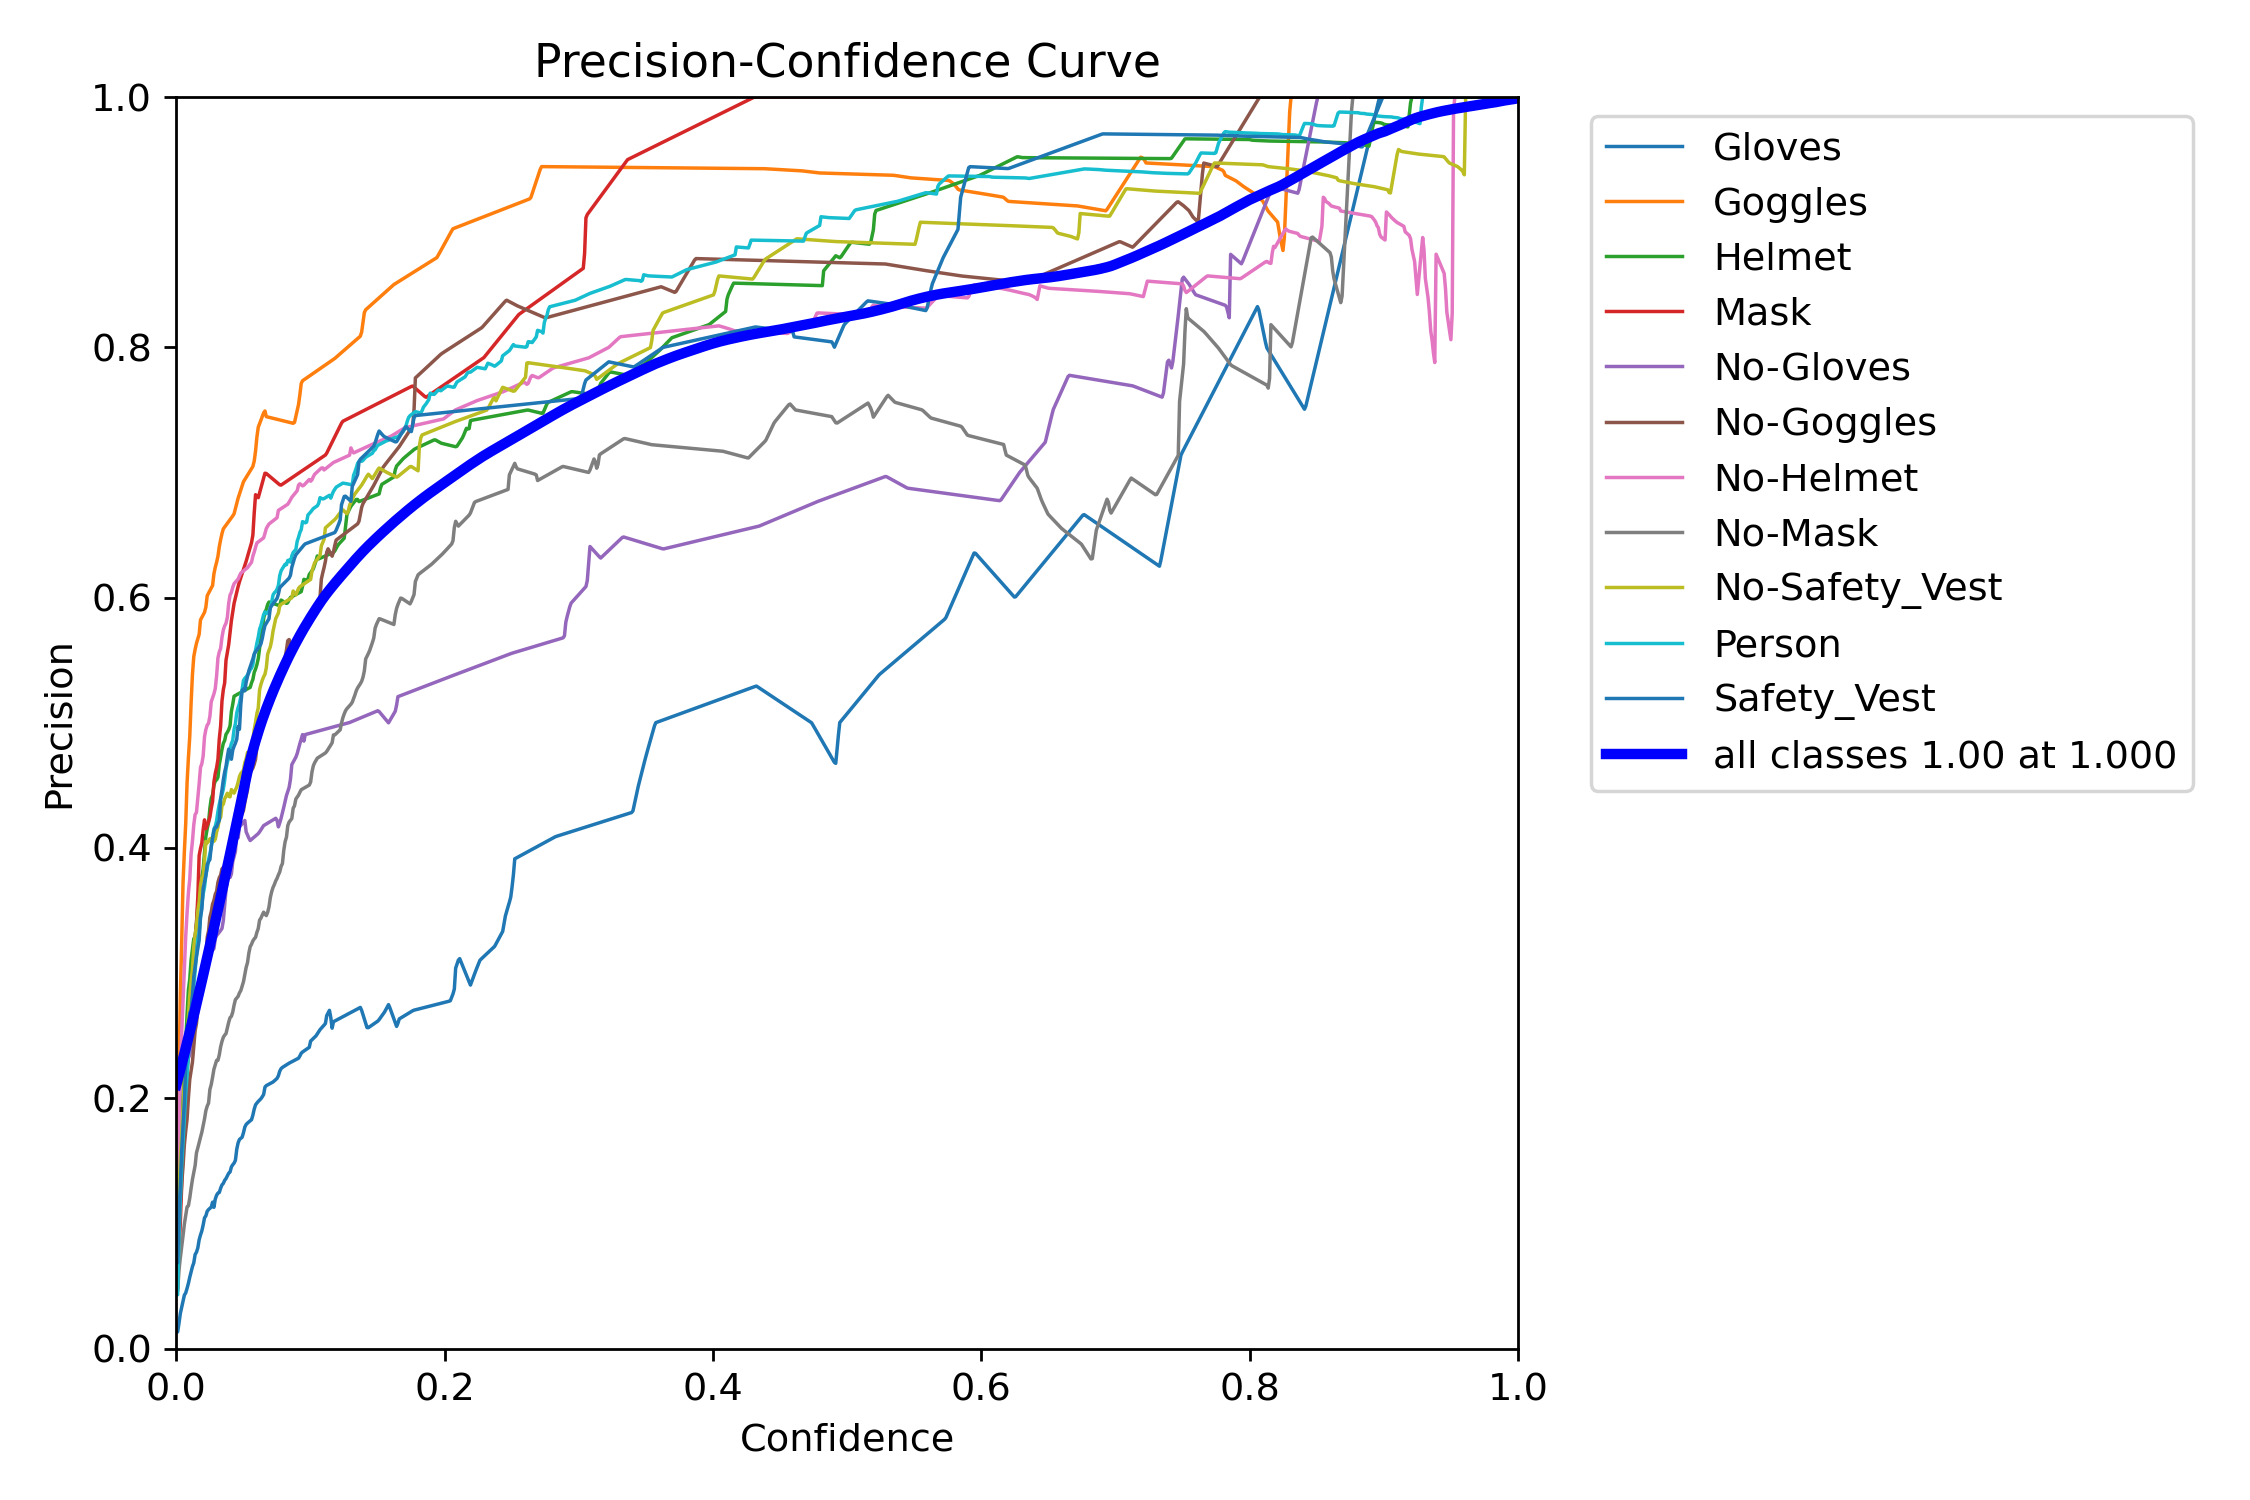 Precision-Confidence Curve
1.0
0.8
0.6
0.4
0.2
0.0
Precision
0.0 0.2 0.4 0.6 0.8 1.0
Confidence
Gloves
Goggles
Helmet
Mask
No-Gloves
No-Goggles
No-Helmet
No-Mask
No-Safety_Vest
Person
Safety_Vest
all classes 1.00 at 1.000